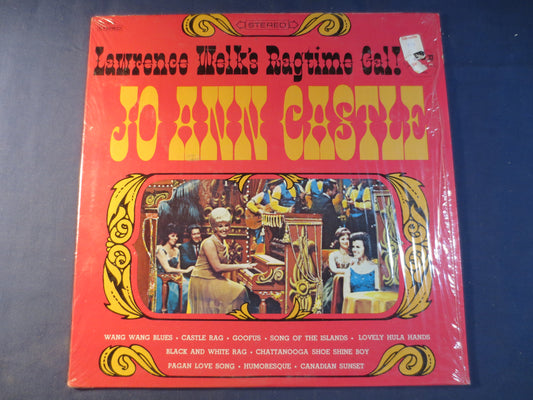 STEREO
Lawrence Welk's Ragtime Gal!
JO ANN CASTLE
WANG WANG BLUES • CASTLE RAG • GOOFUS • SONG OF THE ISLANDS • LOVELY HULA HANDS
BLACK AND WHITE RAG • CHATTANOOGA SHOE SHINE BOY
PAGAN LOVE SONG • HUMORESQUE • CANADIAN SUNSET